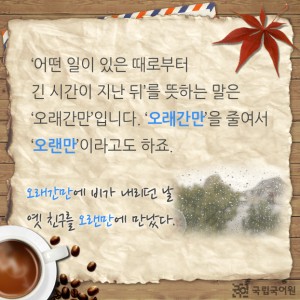 ‘어떤 일이 있은 때로부터
긴 시간이 지난 뒤’를 뜻하는 말은
‘오래간만’입니다. ‘오래간만’을 줄여서
‘오랜만’이라고도 하죠.
오래간만에 비가 내리던 날
옛 친구를 오랜만에 만났다.
국립국어원